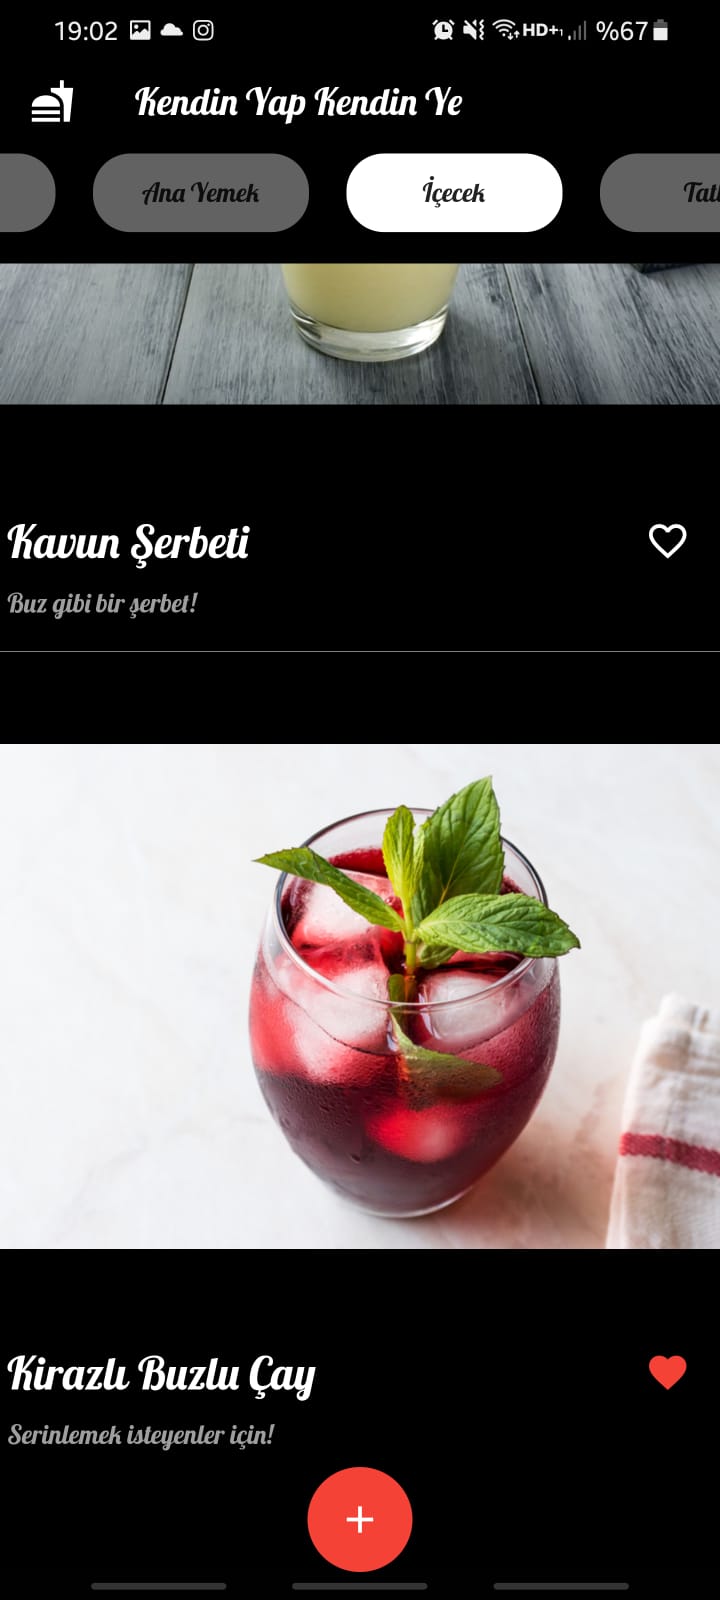 19:02 HD+ %67
Kendin Yap Kendin Ye
Ana Yemek İçecek
Kavun Şerbeti
Buz gibi bir şerbet!
Kirazlı Buzlu Çay
Serinlemek isteyenler için!
+